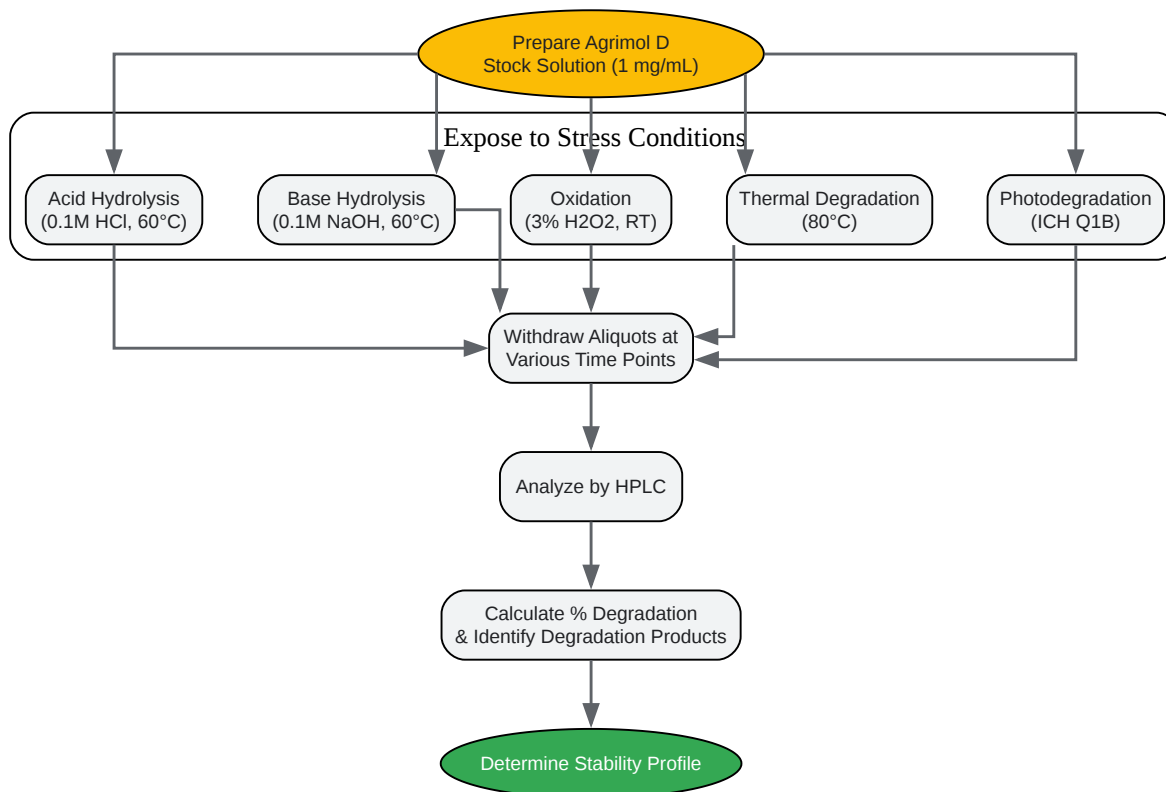 Prepare Agrimol D
Stock Solution (1 mg/mL)
Expose to Stress Conditions
Acid Hydrolysis
(0.1M HCl, 60°C)
Base Hydrolysis
(0.1M NaOH, 60°C)
Oxidation
(3% H2O2, RT)
Thermal Degradation
(80°C)
Photodegradation
(ICH Q1B)
Withdraw Aliquots at
Various Time Points
Analyze by HPLC
Calculate % Degradation
& Identify Degradation Products
Determine Stability Profile